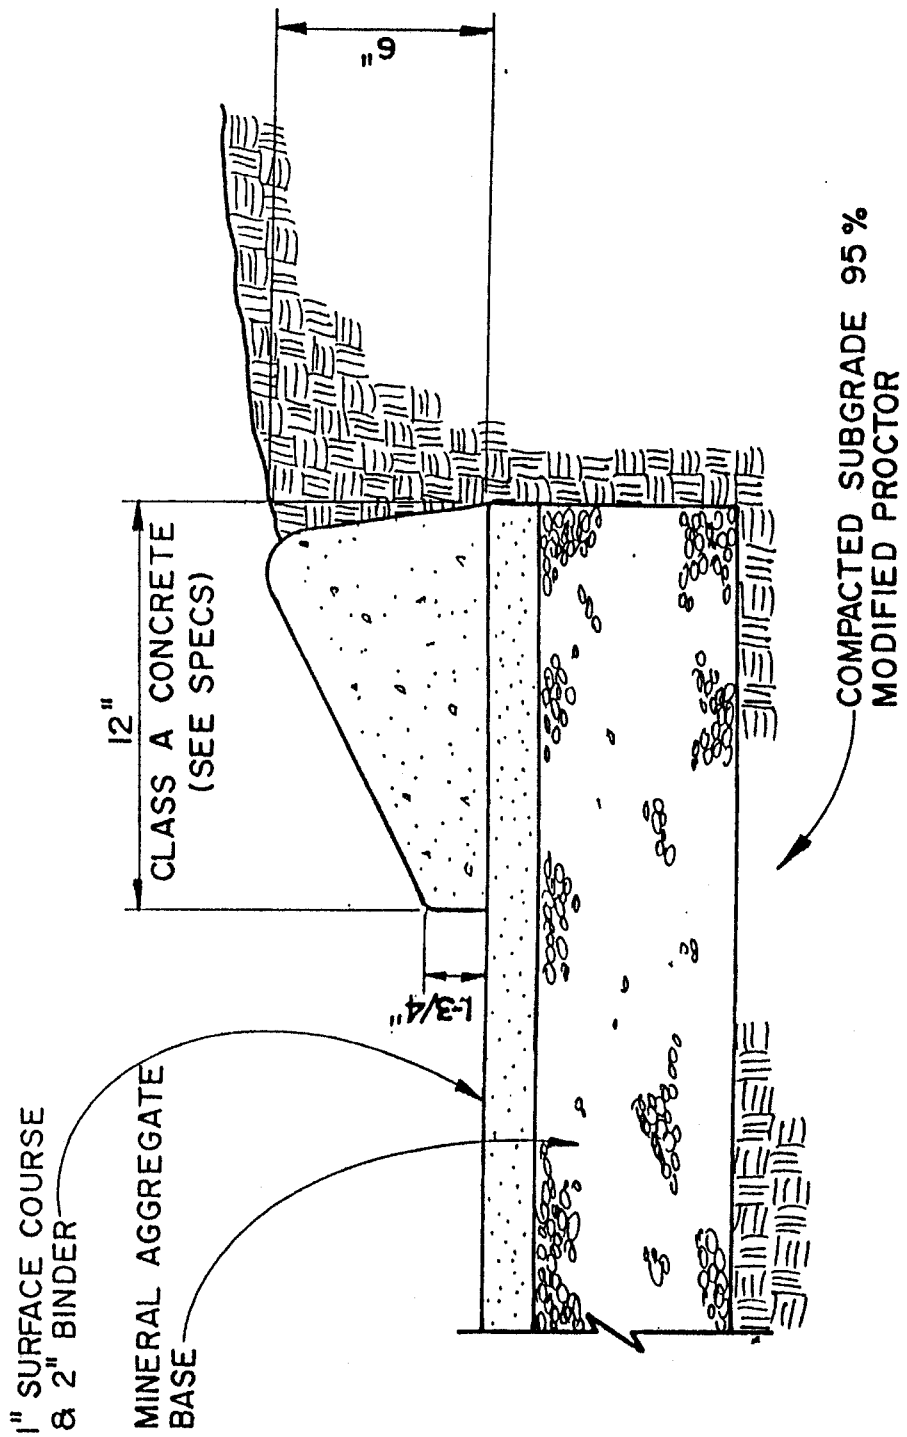 1" SURFACE COURSE
& 2" BINDER
MINERAL AGGREGATE
BASE
1-3/4"
12"
CLASS A CONCRETE
(SEE SPECS)
6"
COMPACTED SUBGRADE 95%
MODIFIED PROCTOR